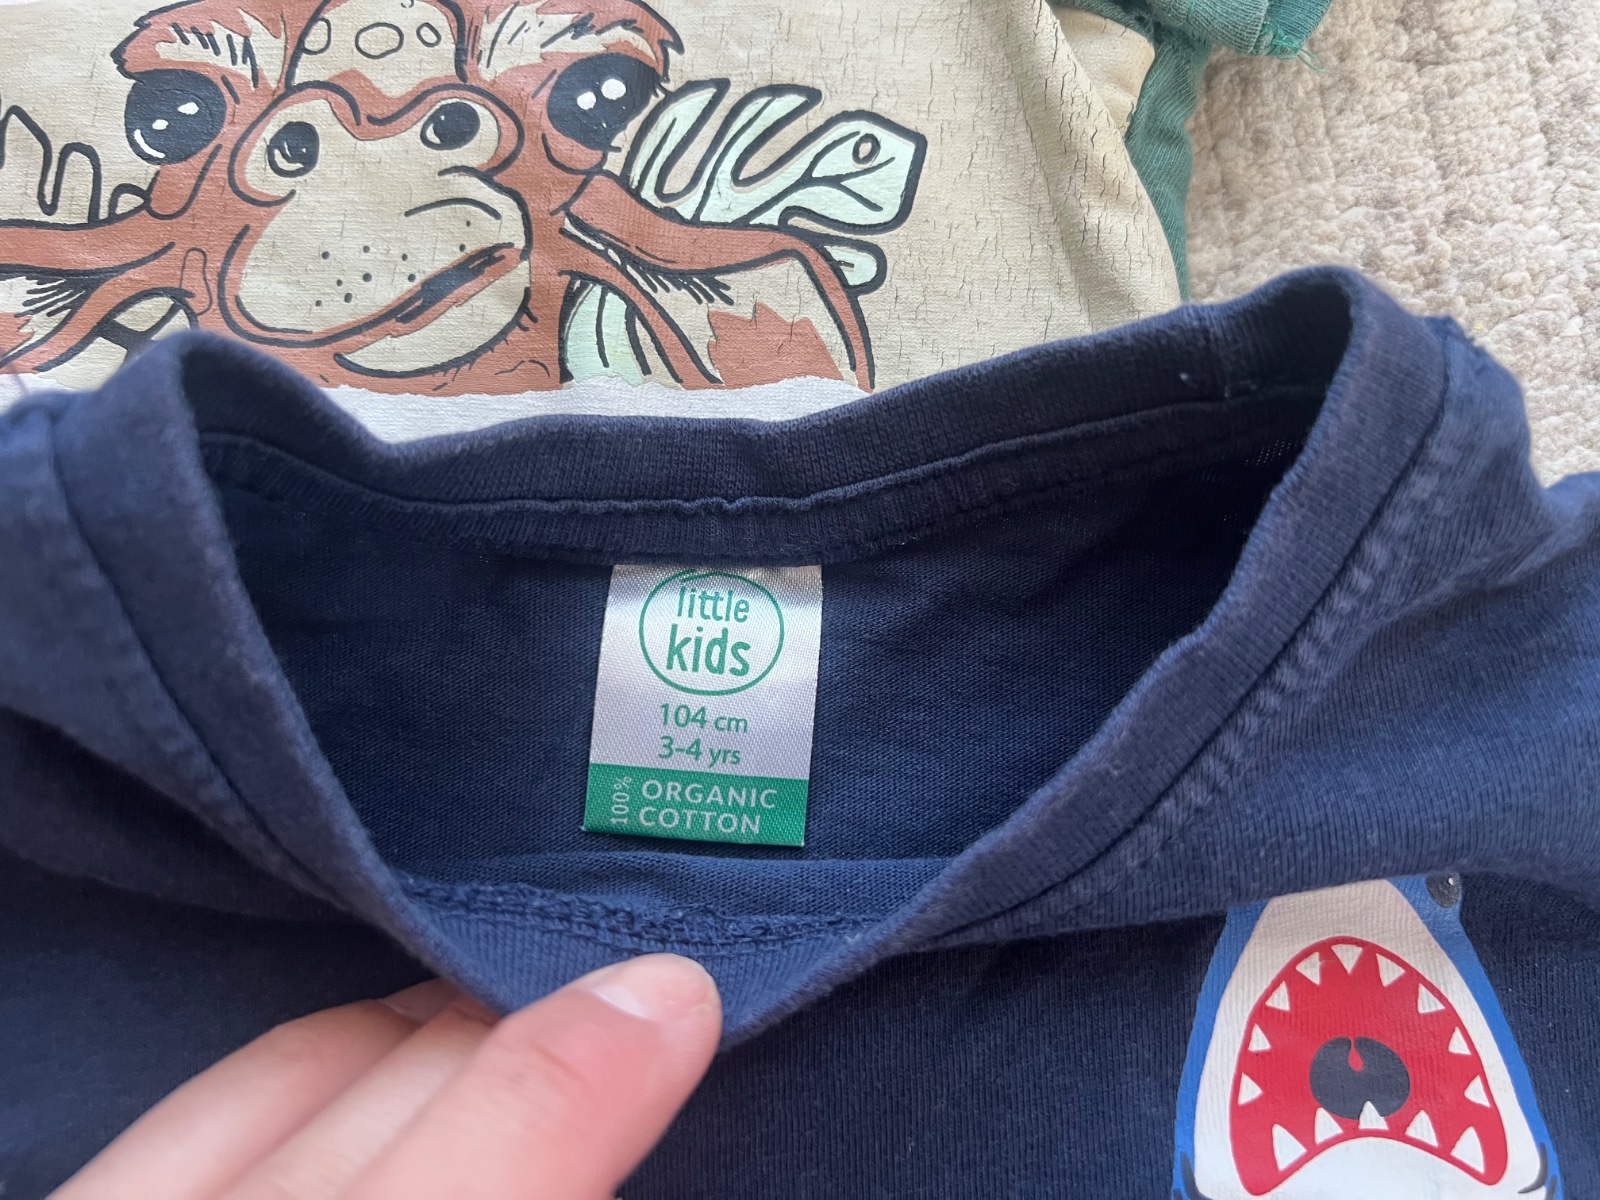 little
kids
104 cm
3-4 yrs
100% ORGANIC
COTTON